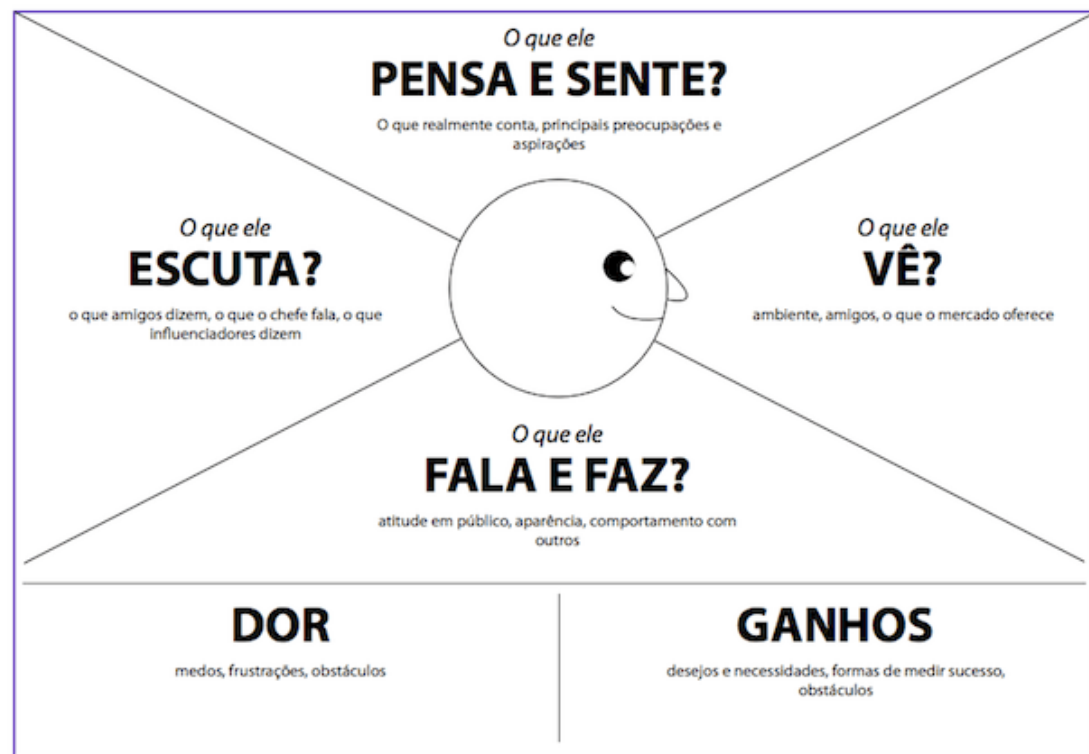 O que ele
PENSA E SENTE?
O que realmente conta, principais preocupações e
aspirações
O que ele
ESCUTA?
o que amigos dizem, o que o chefe fala, o que
influenciadores dizem
O que ele
VÊ?
ambiente, amigos, o que o mercado oferece
O que ele
FALA E FAZ?
atitude em público, aparência, comportamento com
outros
DOR
medos, frustrações, obstáculos
GANHOS
desejos e necessidades, formas de medir sucesso,
obstáculos